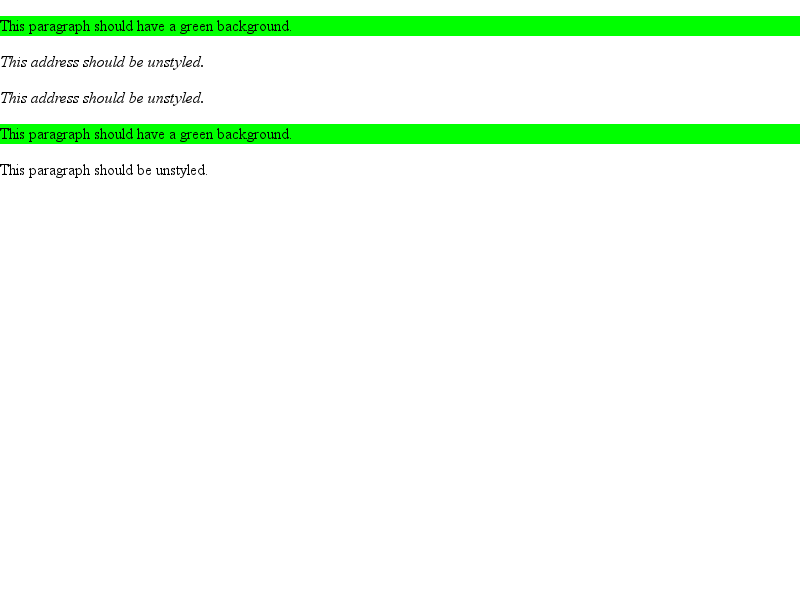 This paragraph should have a green background.
This address should be unstyled.
This address should be unstyled.
This paragraph should have a green background.
This paragraph should be unstyled.